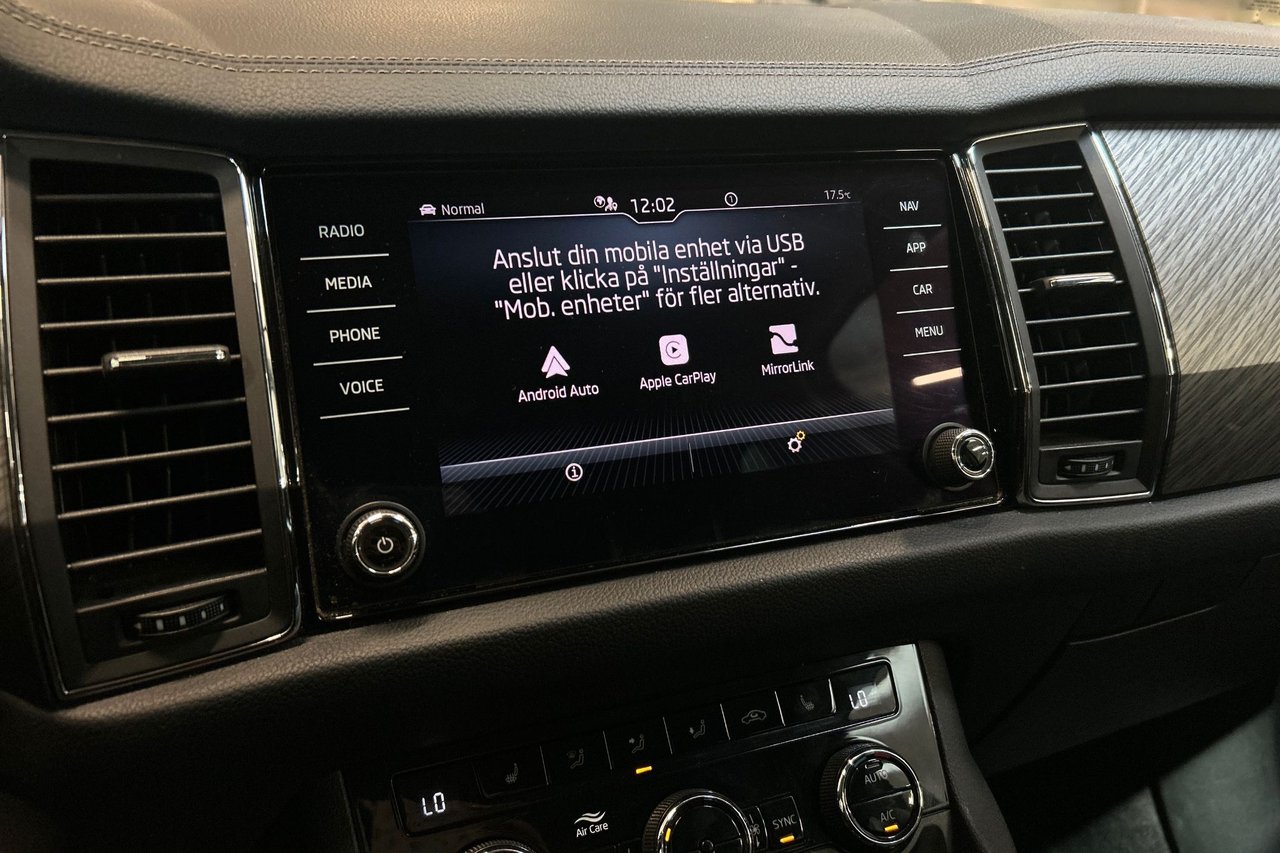 Normal
12:02
1
17.5°C
RADIO
MEDIA
PHONE
VOICE
Anslut din mobila enhet via USB
eller klicka på "Inställningar" -
"Mob. enheter" för fler alternativ.
Android Auto
Apple CarPlay
MirrorLink
NAV
APP
CAR
MENU
LO
LO
Air Care
SYNC
AUTO
A/C